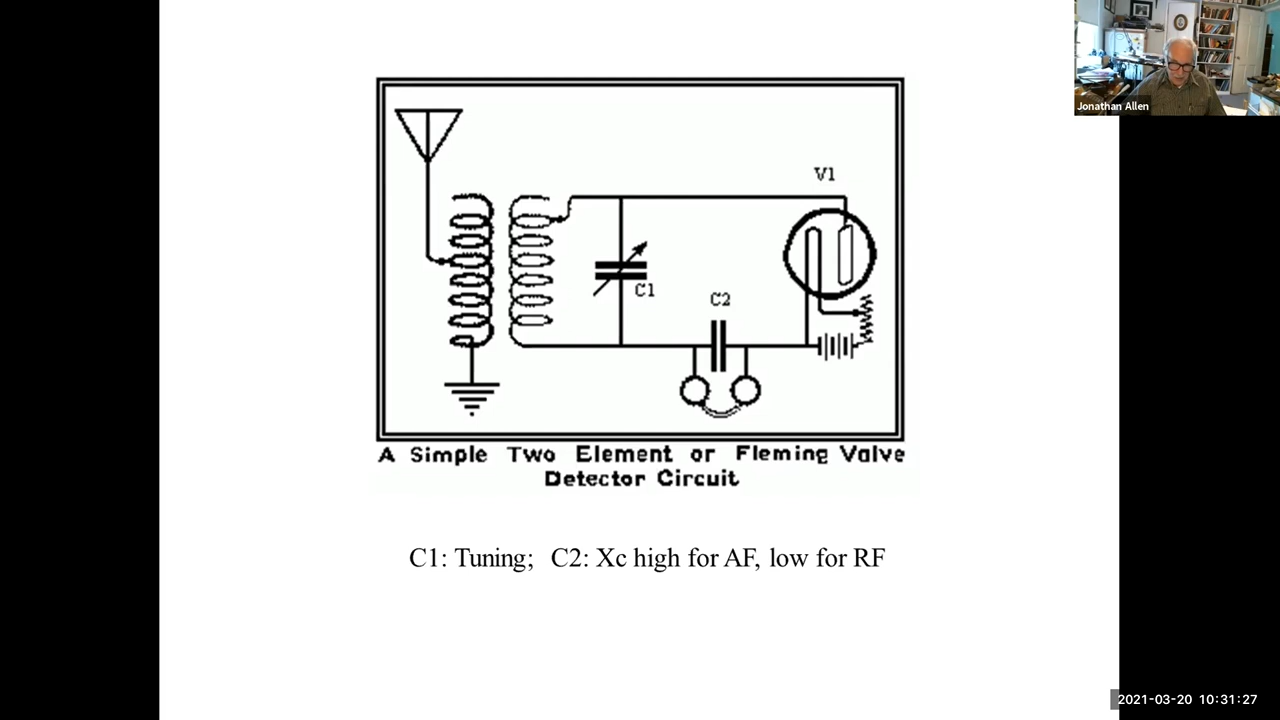 Jonathan Allen
V1
C1
C2
A Simple Two Element or Fleming Valve
Detector Circuit
C1: Tuning; C2: Xc high for AF, low for RF
2021-03-20 10:31:27